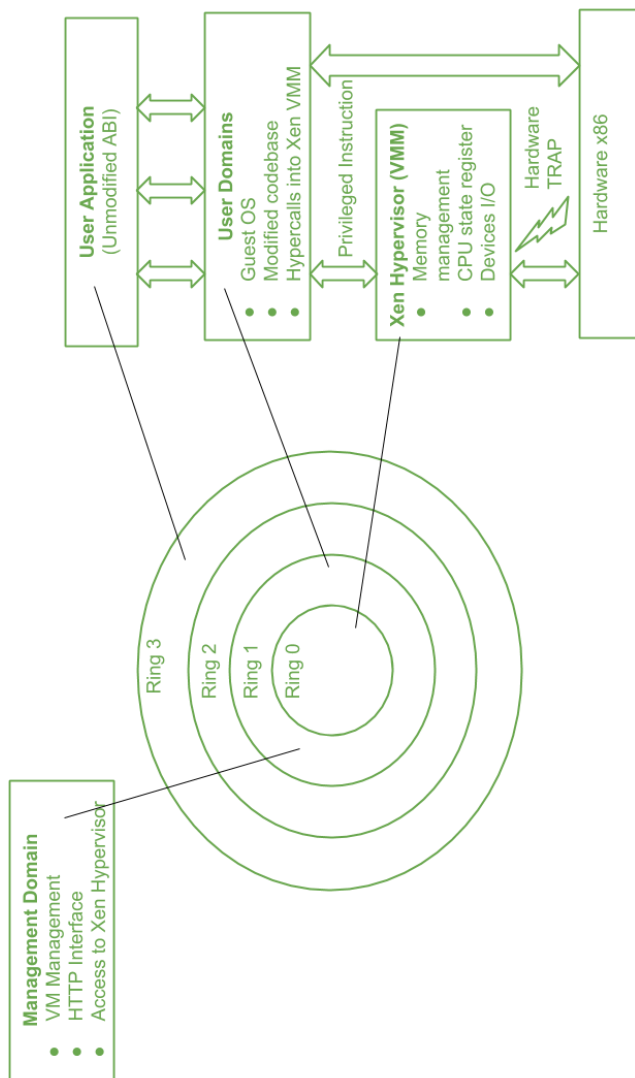 Management Domain
● VM Management
● HTTP Interface
● Access to Xen Hypervisor
Ring 3
Ring 2
Ring 1
Ring 0
User Application
(Unmodified ABI)
User Domains
● Guest OS
● Modified codebase
● Hypercalls into Xen VMM
Privileged Instruction
Xen Hypervisor (VMM)
● Memory
management
● CPU state register
● Devices I/O
Hardware
TRAP
Hardware x86